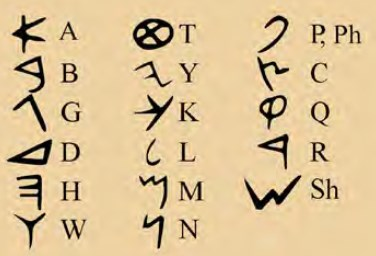 𐤀 A
𐤁 B
𐤂 G
𐤃 D
𐤄 H
𐤅 W
𐤈 T
𐤉 Y
𐤊 K
𐤋 L
𐤌 M
𐤍 N
𐤐 P, Ph
𐤑 C
𐤒 Q
𐤓 R
𐤔 Sh